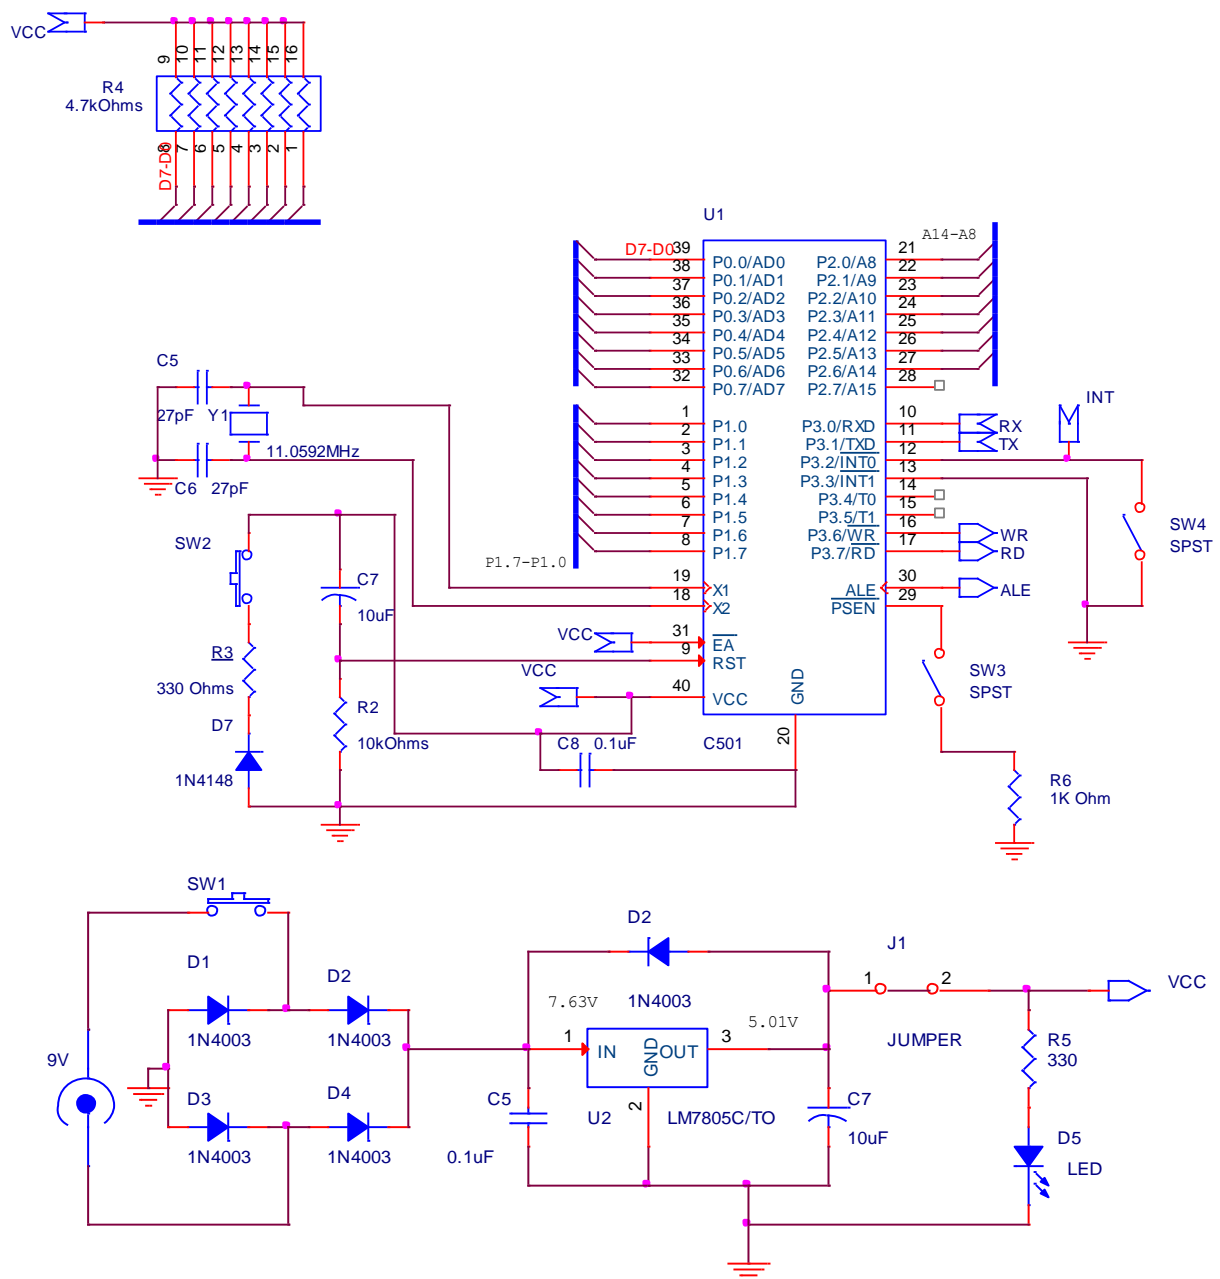 VCC
9 10 11 12 13 14 15 16
R4
4.7kOhms
8 7 6 5 4 3 2 1
D7-D0
U1
D7-D0
A14-A8
39 P0.0/AD0 P2.0/A8 21
38 P0.1/AD1 P2.1/A9 22
37 P0.2/AD2 P2.2/A10 23
36 P0.3/AD3 P2.3/A11 24
35 P0.4/AD4 P2.4/A12 25
34 P0.5/AD5 P2.5/A13 26
33 P0.6/AD6 P2.6/A14 27
32 P0.7/AD7 P2.7/A15 28
1 P1.0 P3.0/RXD 10 RX
2 P1.1 P3.1/TXD 11 TX
3 P1.2 P3.2/INT0 12
4 P1.3 P3.3/INT1 13
5 P1.4 P3.4/T0 14
6 P1.5 P3.5/T1 15
7 P1.6 P3.6/WR 16 WR
8 P1.7 P3.7/RD 17 RD
P1.7-P1.0
19 X1 ALE 30 ALE
18 X2 PSEN 29
VCC 31 EA
9 RST
VCC 40 VCC
GND
20
C501
INT
SW4
SPST
SW3
SPST
R6
1K Ohm
C5
27pF Y1
11.0592MHz
C6 27pF
SW2
C7
10uF
R3
330 Ohms
R2
10kOhms
D7
1N4148
C8 0.1uF
SW1
D1
1N4003
D2
1N4003
9V
D3
1N4003
D4
1N4003
D2
1N4003
7.63V
5.01V
1 IN GND OUT 3
2
U2
LM7805C/TO
C5
0.1uF
C7
10uF
J1
1 2
JUMPER
VCC
R5
330
D5
LED